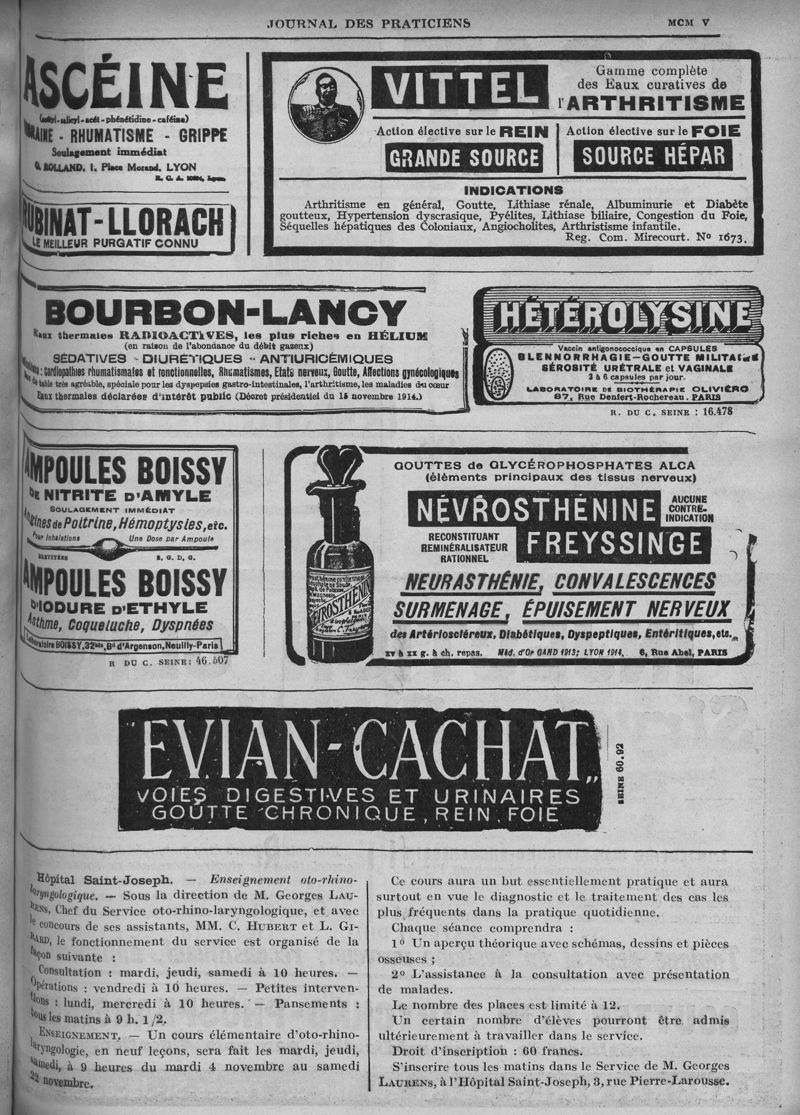 JOURNAL DES PRATICIENS
MCM V
ASCÉINE
(acétyl-salicyl-acét-phénétidine-caféine)
MIGRAINE - RHUMATISME - GRIPPE
Soulagement immédiat
G. ROLLAND, 1, Place Morand, LYON
R. C. A. Lyon
RUBINAT-LLORACH
LE MEILLEUR PURGATIF CONNU
VITTEL
Gamme complète
des Eaux curatives de
l'ARTHRITISME
Action élective sur le REIN
GRANDE SOURCE
Action élective sur le FOIE
SOURCE HÉPAR
INDICATIONS
Arthritisme en général, Goutte, Lithiase rénale, Albuminurie et Diabète
goutteux, Hypertension dyscrasique, Pyélites, Lithiase biliaire, Congestion du Foie,
Séquelles hépatiques des Coloniaux, Angiocholites, Arthristisme infantile.
Reg. Com. Mirecourt. No 1673.
BOURBON-LANCY
Eaux thermales RADIOACTIVES, les plus riches en HÉLIUM
(en raison de l'abondance du débit gazeux)
SÉDATIVES - DIURÉTIQUES - ANTIURICÉMIQUES
: Cardiopathies rhumatismales et fonctionnelles, Rhumatismes, Etats nerveux, Goutte, Affections gynécologiques
de table très agréable, spéciale pour les dyspepsies gastro-intestinales, l'arthritisme, les maladies du cœur
Eaux thermales déclarées d'intérêt public (Décret présidentiel du 15 novembre 1914.)
HÉTÉROLYSINE
Vaccin antigonococcique en CAPSULES
BLENNORRHAGIE-GOUTTE MILITAIRE
SÉROSITÉ URÉTRALE et VAGINALE
3 à 6 capsules par jour.
LABORATOIRE DE BIOTHÉRAPIE OLIVIÉRO
87, Rue Denfert-Rochereau. PARIS
R. DU C. SEINE : 16.478
AMPOULES BOISSY
DE NITRITE D'AMYLE
SOULAGEMENT IMMÉDIAT
Angines de Poitrine, Hémoptysies, etc.
Pour Inhalations Une Dose par Ampoule
BREVETÉES S. G. D. G.
AMPOULES BOISSY
D'IODURE D'ETHYLE
Asthme, Coqueluche, Dyspnées
Laboratoire BOISSY, 32bis, Bd d'Argenson, Neuilly-Paris
R DU C. SEINE: 46.507
GOUTTES de GLYCÉROPHOSPHATES ALCA
(éléments principaux des tissus nerveux)
NÉVROSTHÉNINE
AUCUNE
CONTRE-
INDICATION
RECONSTITUANT
REMINÉRALISATEUR
RATIONNEL
FREYSSINGE
NEURASTHÉNIE, CONVALESCENCES
SURMENAGE, ÉPUISEMENT NERVEUX
des Artérioscléreux, Diabétiques, Dyspeptiques, Entéritiques, etc.
xv à xx g. à ch. repas. Méd. d'Or GAND 1913; LYON 1914. 6, Rue Abel, PARIS
"EVIAN-CACHAT„
VOIES DIGESTIVES ET URINAIRES
GOUTTE CHRONIQUE, REIN. FOIE
SEINE 60.92
Hôpital Saint-Joseph. — Enseignement oto-rhino-
laryngologique. — Sous la direction de M. Georges LAU-
RENS, Chef du Service oto-rhino-laryngologique, et avec
le concours de ses assistants, MM. C. HUBERT et L. GI-
RARD, le fonctionnement du service est organisé de la
façon suivante :
Consultation : mardi, jeudi, samedi à 10 heures. —
Opérations : vendredi à 10 heures. — Petites interven-
tions : lundi, mercredi à 10 heures. — Pansements :
tous les matins à 9 h. 1/2.
ENSEIGNEMENT. — Un cours élémentaire d'oto-rhino-
laryngologie, en neuf leçons, sera fait les mardi, jeudi,
samedi, à 9 heures du mardi 4 novembre au samedi
22 novembre.
Ce cours aura un but essentiellement pratique et aura
surtout en vue le diagnostic et le traitement des cas les
plus fréquents dans la pratique quotidienne.
Chaque séance comprendra :
1º Un aperçu théorique avec schémas, dessins et pièces
osseuses ;
2º L'assistance à la consultation avec présentation
de malades.
Le nombre des places est limité à 12.
Un certain nombre d'élèves pourront être admis
ultérieurement à travailler dans le service.
Droit d'inscription : 60 francs.
S'inscrire tous les matins dans le Service de M. Georges
LAURENS, à l'Hôpital Saint-Joseph, 3, rue Pierre-Larousse.